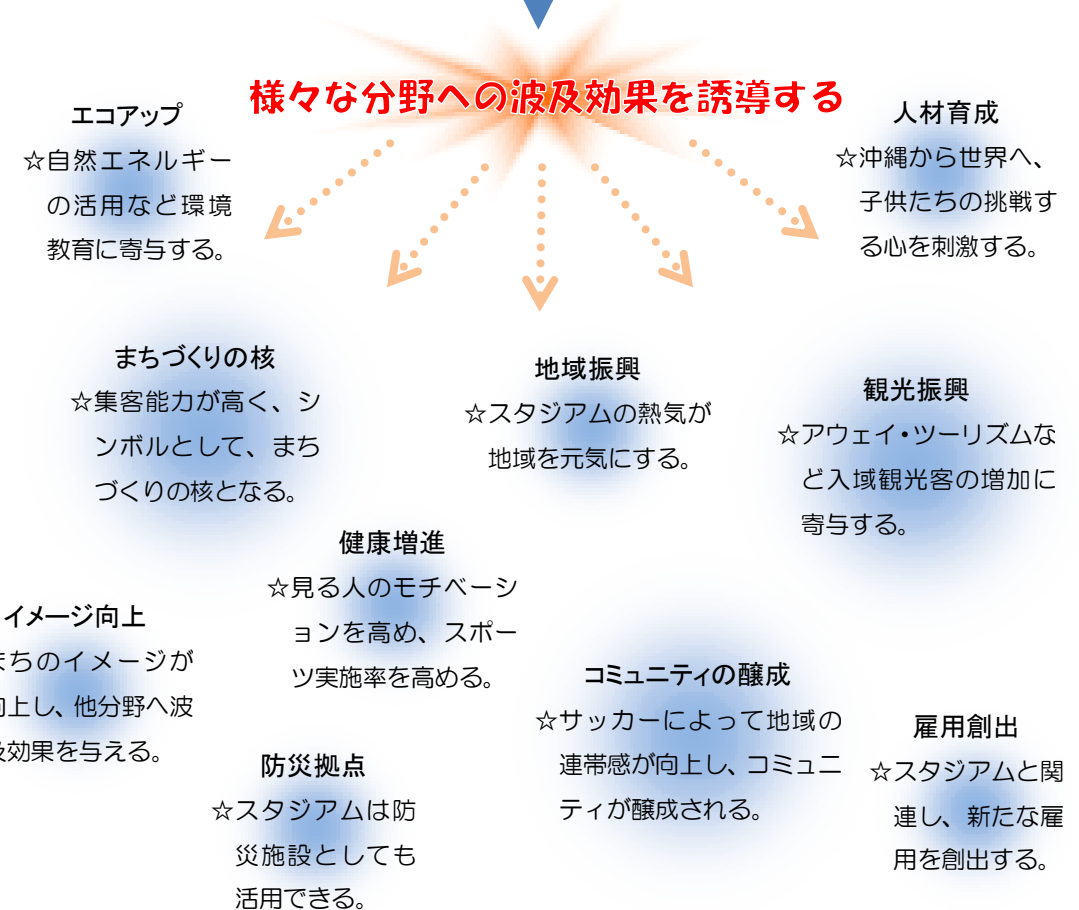 様々な分野への波及効果を誘導する
エコアップ
☆自然エネルギー
の活用など環境
教育に寄与する。
人材育成
☆沖縄から世界へ、
子供たちの挑戦す
る心を刺激する。
まちづくりの核
☆集客能力が高く、シ
ンボルとして、まち
づくりの核となる。
地域振興
☆スタジアムの熱気が
地域を元気にする。
観光振興
☆アウェイ・ツーリズムな
ど入域観光客の増加に
寄与する。
健康増進
☆見る人のモチベーシ
ョンを高め、スポー
ツ実施率を高める。
イメージ向上
まちのイメージが
向上し、他分野へ波
及効果を与える。
コミュニティの醸成
☆サッカーによって地域の
連帯感が向上し、コミュニ
ティが醸成される。
雇用創出
☆スタジアムと関
連し、新たな雇
用を創出する。
防災拠点
☆スタジアムは防
災施設としても
活用できる。